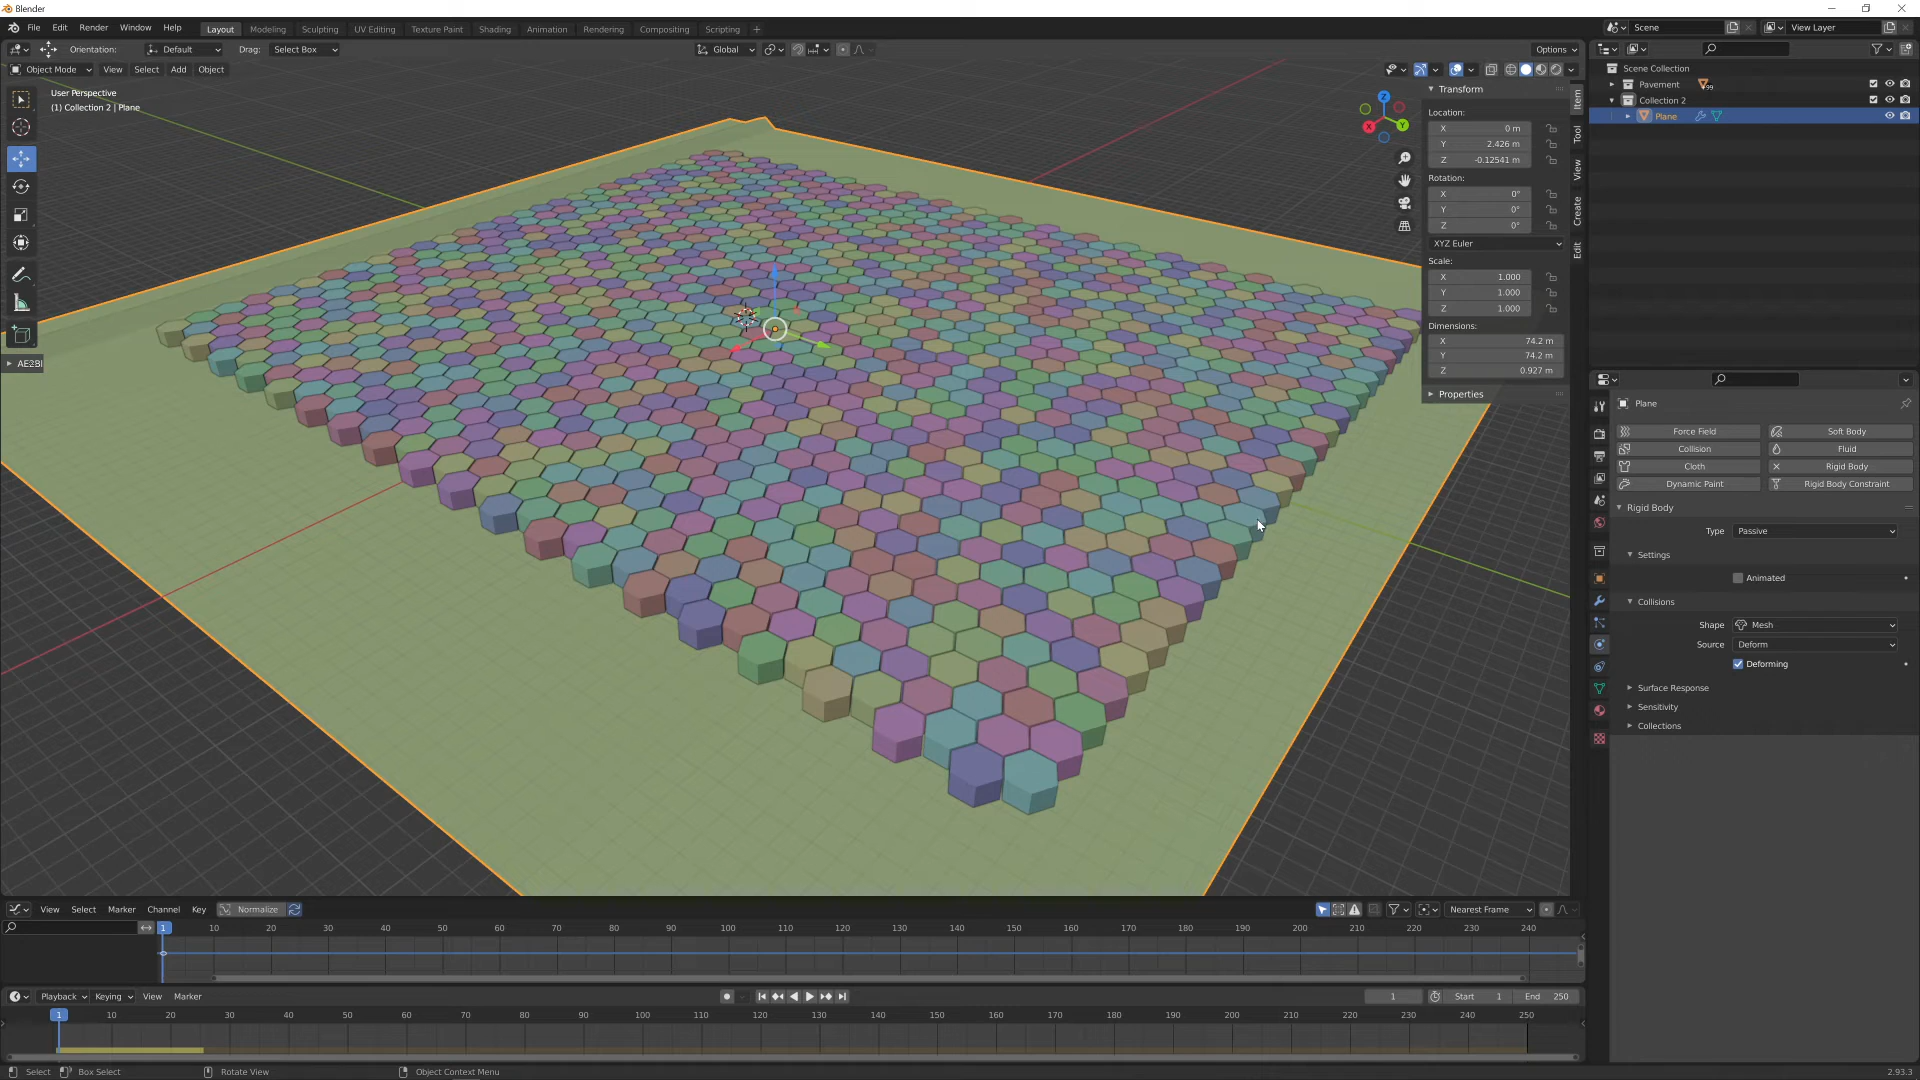 Blender
File Edit Render Window Help Layout Modeling Sculpting UV Editing Texture Paint Shading Animation Rendering Compositing Scripting + Scene View Layer
Orientation: Default Drag: Select Box Global Options
Object Mode View Select Add Object
User Perspective
(1) Collection 2 | Plane
AE2Bl
Z
X
Y
Transform
Location:
X 0 m
Y 2.426 m
Z -0.12541 m
Rotation:
X 0°
Y 0°
Z 0°
XYZ Euler
Scale:
X 1.000
Y 1.000
Z 1.000
Dimensions:
X 74.2 m
Y 74.2 m
Z 0.927 m
Properties
Item
Tool
View
Create
Edit
Scene Collection
Pavement 99
Collection 2
Plane
Plane
Force Field Soft Body
Collision Fluid
Cloth Rigid Body
Dynamic Paint Rigid Body Constraint
Rigid Body
Type Passive
Settings
Animated
Collisions
Shape Mesh
Source Deform
Deforming
Surface Response
Sensitivity
Collections
View Select Marker Channel Key Normalize Nearest Frame
1 10 20 30 40 50 60 70 80 90 100 110 120 130 140 150 160 170 180 190 200 210 220 230 240
Playback Keying View Marker 1 Start 1 End 250
1 10 20 30 40 50 60 70 80 90 100 110 120 130 140 150 160 170 180 190 200 210 220 230 240 250
Select Box Select Rotate View Object Context Menu 2.93.3